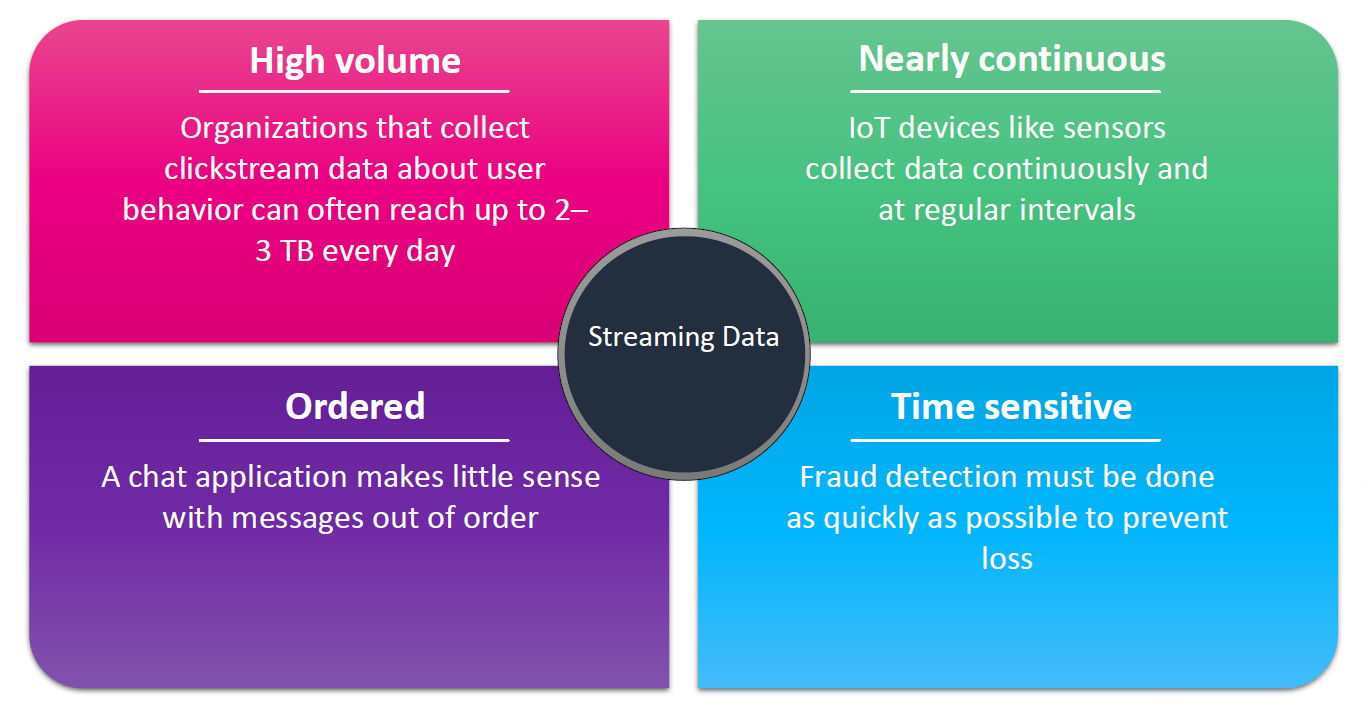 High volume
Organizations that collect
clickstream data about user
behavior can often reach up to 2–
3 TB every day
Nearly continuous
IoT devices like sensors
collect data continuously and
at regular intervals
Streaming Data
Ordered
A chat application makes little sense
with messages out of order
Time sensitive
Fraud detection must be done
as quickly as possible to prevent
loss